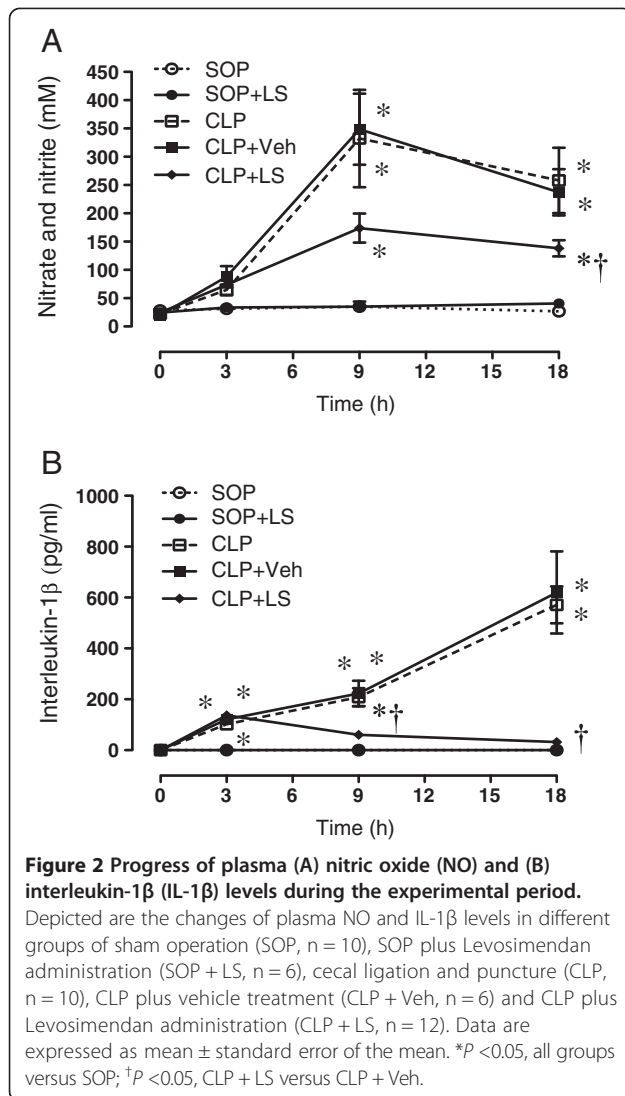 A
SOP
SOP+LS
CLP
CLP+Veh
CLP+LS
Nitrate and nitrite (mM)
450
400
350
300
250
200
150
100
50
0
* * * * * *†
0 3 6 9 12 15 18
Time (h)
B
SOP
SOP+LS
CLP
CLP+Veh
CLP+LS
Interleukin-1β (pg/ml)
1000
800
600
400
200
0
* * * * * *† * * †
0 3 6 9 12 15 18
Time (h)
Figure 2 Progress of plasma (A) nitric oxide (NO) and (B)
interleukin-1β (IL-1β) levels during the experimental period.
Depicted are the changes of plasma NO and IL-1β levels in different
groups of sham operation (SOP, n = 10), SOP plus Levosimendan
administration (SOP + LS, n = 6), cecal ligation and puncture (CLP,
n = 10), CLP plus vehicle treatment (CLP + Veh, n = 6) and CLP plus
Levosimendan administration (CLP + LS, n = 12). Data are
expressed as mean ± standard error of the mean. *P <0.05, all groups
versus SOP; †P <0.05, CLP + LS versus CLP + Veh.